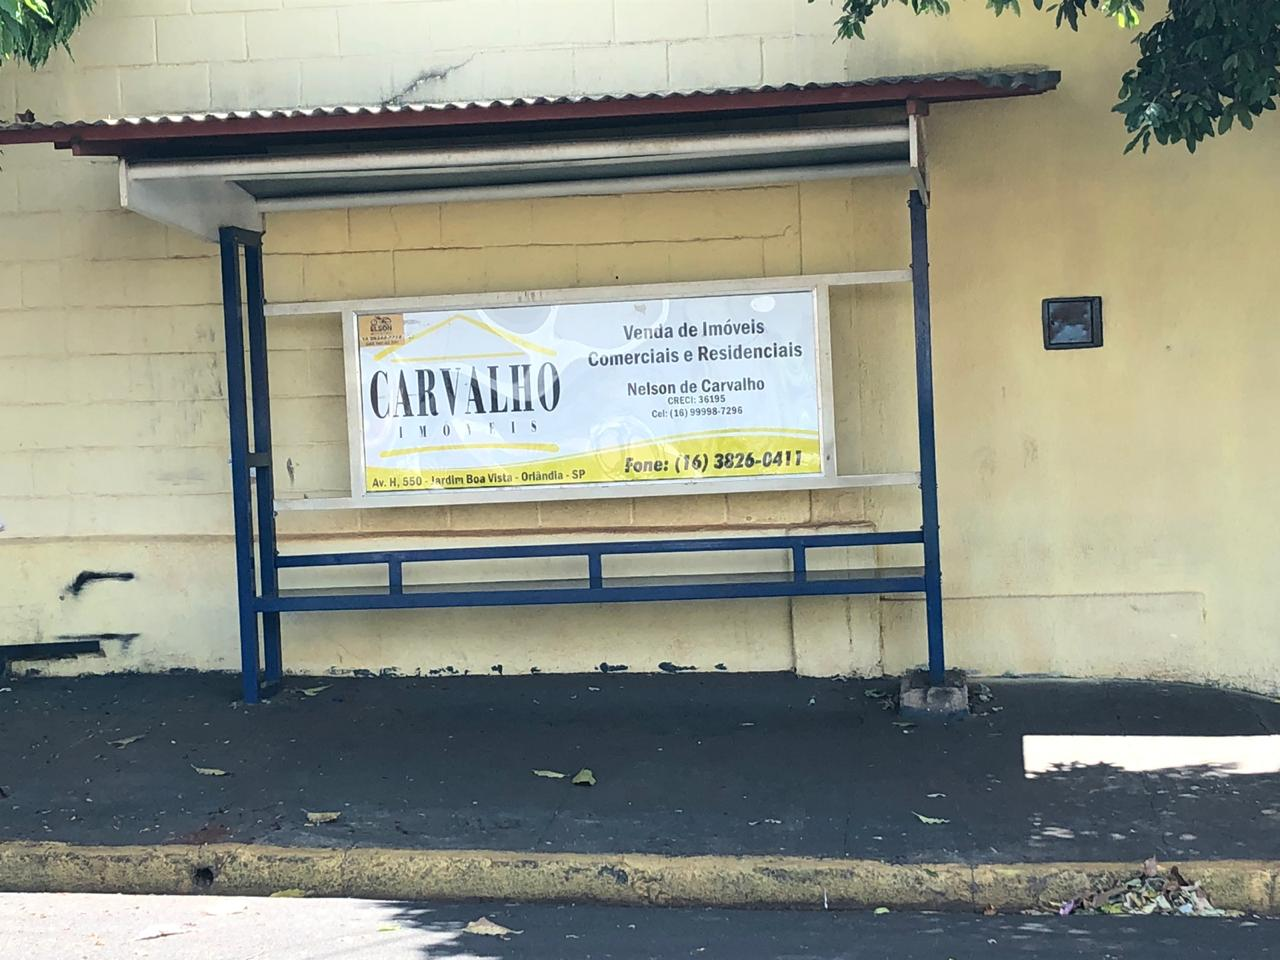 ELSON
CARVALHO
IMÓVEIS
Venda de Imóveis
Comerciais e Residenciais
Nelson de Carvalho
CRECI: 36195
Cel: (16) 99998-7296
Fone: (16) 3826-0411
Av. H, 550 - Jardim Boa Vista - Orlândia - SP